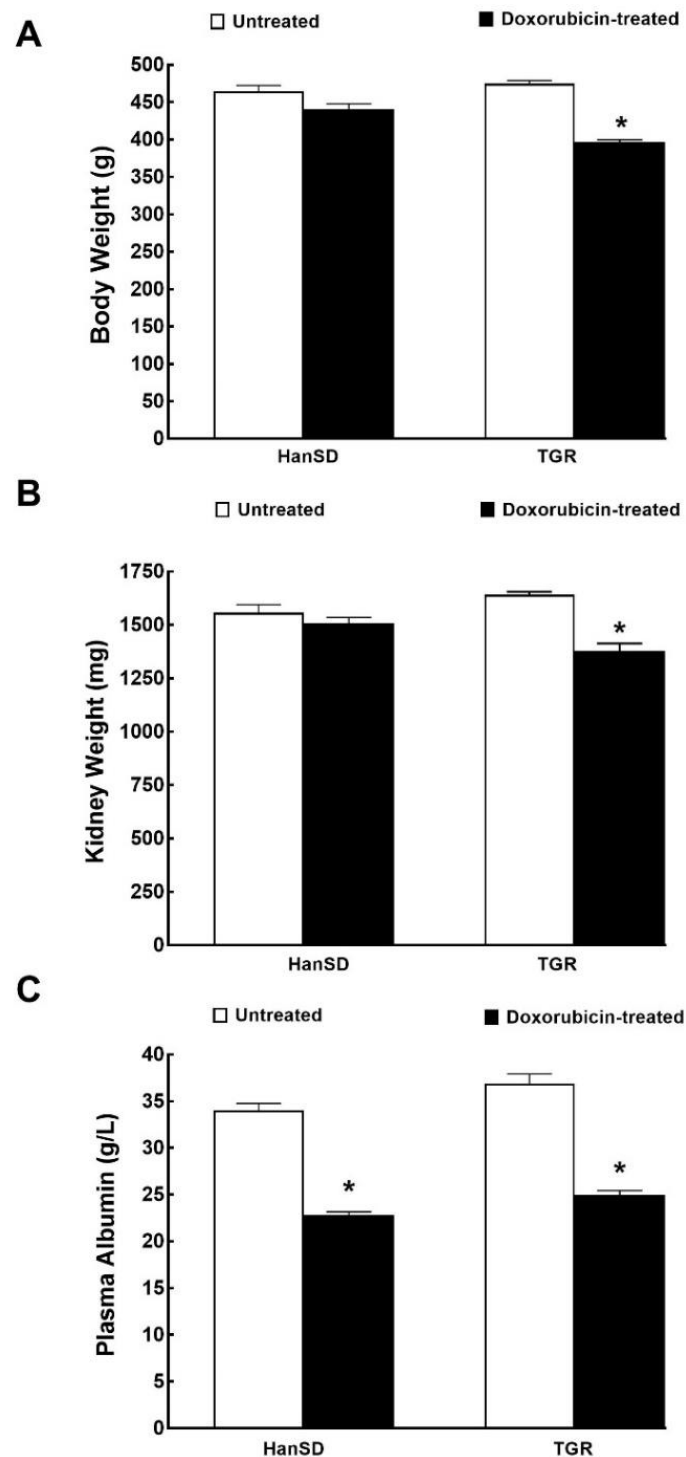 A
Untreated Doxorubicin-treated
Body Weight (g)
500
450
400
350
300
250
200
150
100
50
0
*
HanSD TGR
B
Untreated Doxorubicin-treated
Kidney Weight (mg)
1750
1500
1250
1000
750
500
250
0
*
HanSD TGR
C
Untreated Doxorubicin-treated
Plasma Albumin (g/L)
40
35
30
25
20
15
10
5
0
* *
HanSD TGR